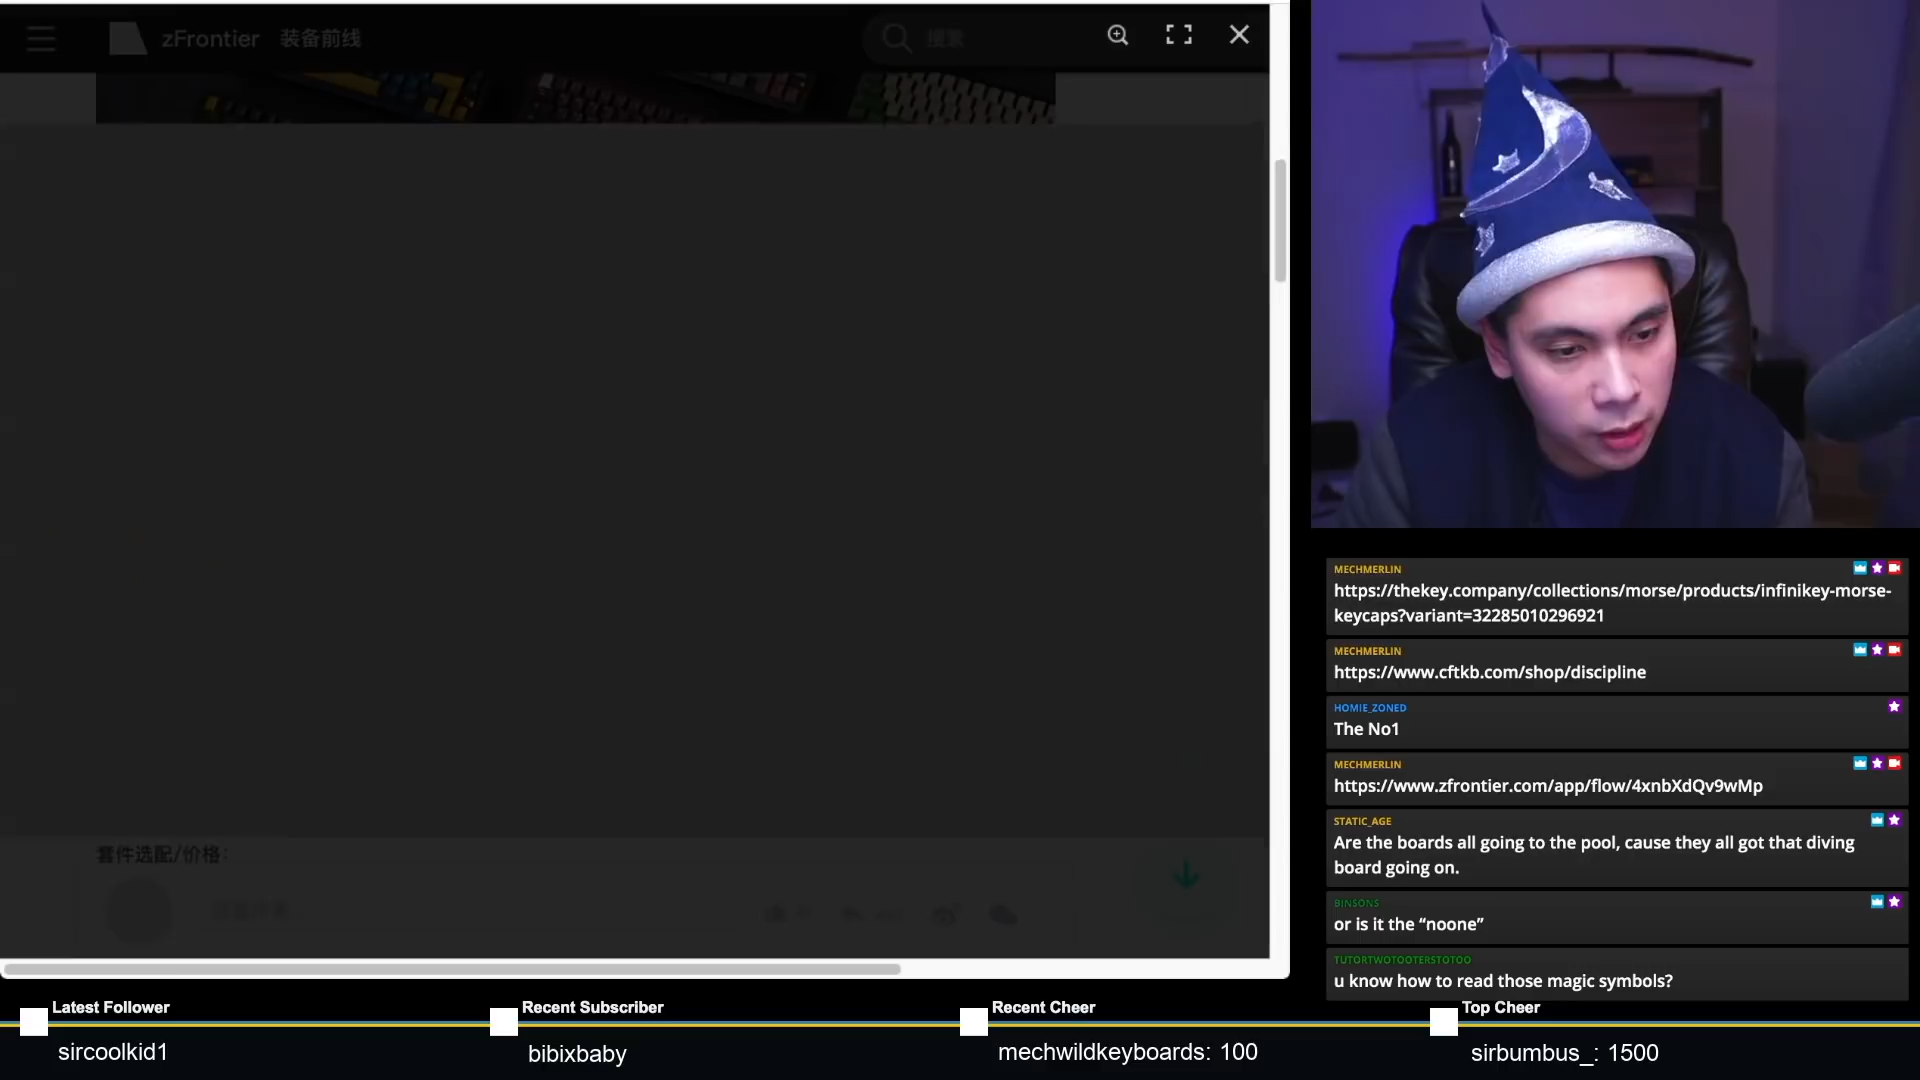 zFrontier 装备前线
搜索
套件选配/价格:
MECHMERLIN
https://thekey.company/collections/morse/products/infinikey-morse-
keycaps?variant=32285010296921
MECHMERLIN
https://www.cftkb.com/shop/discipline
HOMIE_ZONED
The No1
MECHMERLIN
https://www.zfrontier.com/app/flow/4xnbXdQv9wMp
STATIC_AGE
Are the boards all going to the pool, cause they all got that diving
board going on.
BINSONS
or is it the “noone”
TUTORTWOTOOTERSTOTOO
u know how to read those magic symbols?
Latest Follower
sircoolkid1
Recent Subscriber
bibixbaby
Recent Cheer
mechwildkeyboards: 100
Top Cheer
sirbumbus_: 1500